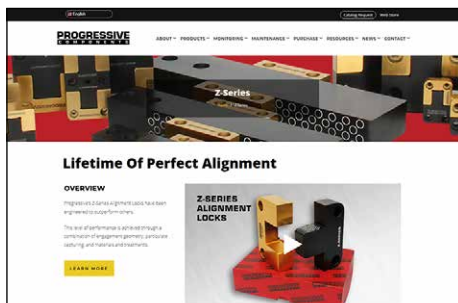 English
Catalog Request
Web Store
PROGRESSIVE
COMPONENTS
ABOUT PRODUCTS MONITORING MAINTENANCE PURCHASE RESOURCES NEWS CONTACT
Z-Series
Lifetime Of Perfect Alignment
OVERVIEW
Progressive's Z-Series Alignment Locks have been
engineered to outperform others.
This level of performance is achieved through a
combination of engagement geometry, particulate
capturing, and materials and treatments.
LEARN MORE
Z-SERIES
ALIGNMENT
LOCKS